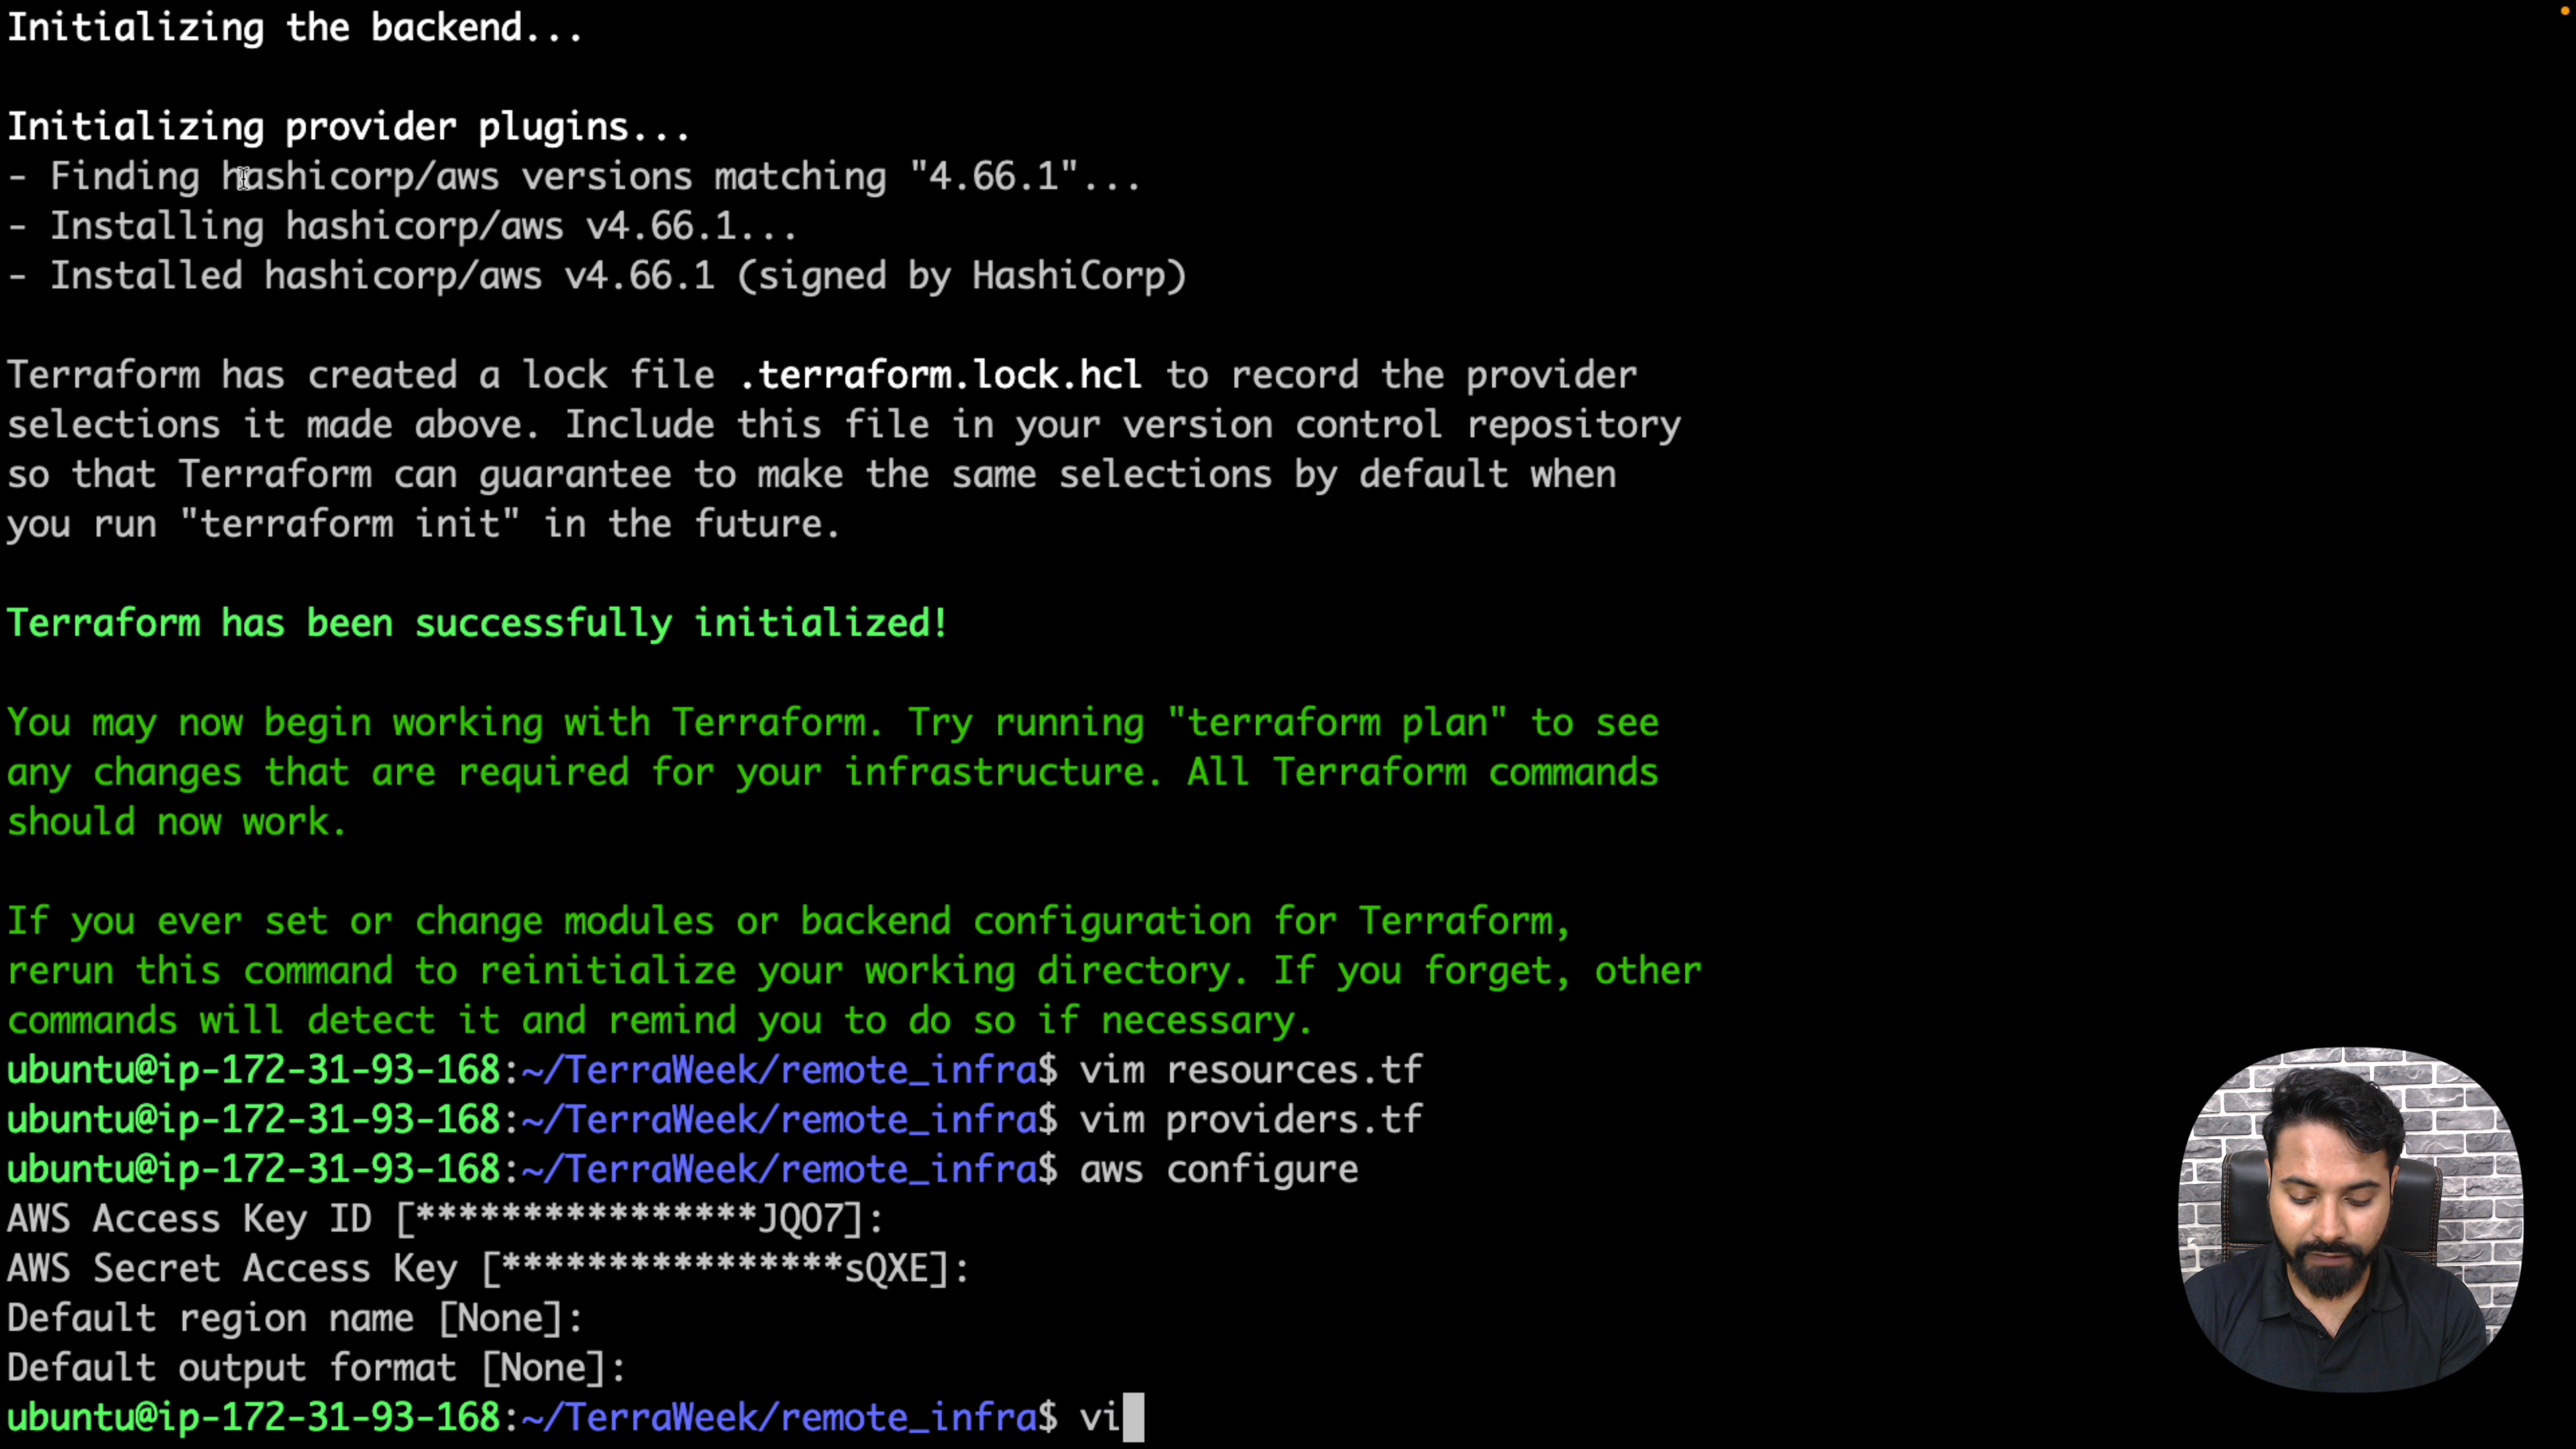 Initializing the backend...
Initializing provider plugins...
- Finding hashicorp/aws versions matching "4.66.1"...
- Installing hashicorp/aws v4.66.1...
- Installed hashicorp/aws v4.66.1 (signed by HashiCorp)
Terraform has created a lock file .terraform.lock.hcl to record the provider
selections it made above. Include this file in your version control repository
so that Terraform can guarantee to make the same selections by default when
you run "terraform init" in the future.
Terraform has been successfully initialized!
You may now begin working with Terraform. Try running "terraform plan" to see
any changes that are required for your infrastructure. All Terraform commands
should now work.
If you ever set or change modules or backend configuration for Terraform,
rerun this command to reinitialize your working directory. If you forget, other
commands will detect it and remind you to do so if necessary.
ubuntu@ip-172-31-93-168:~/TerraWeek/remote_infra$ vim resources.tf
ubuntu@ip-172-31-93-168:~/TerraWeek/remote_infra$ vim providers.tf
ubuntu@ip-172-31-93-168:~/TerraWeek/remote_infra$ aws configure
AWS Access Key ID [****************JQO7]:
AWS Secret Access Key [****************sQXE]:
Default region name [None]:
Default output format [None]:
ubuntu@ip-172-31-93-168:~/TerraWeek/remote_infra$ vi